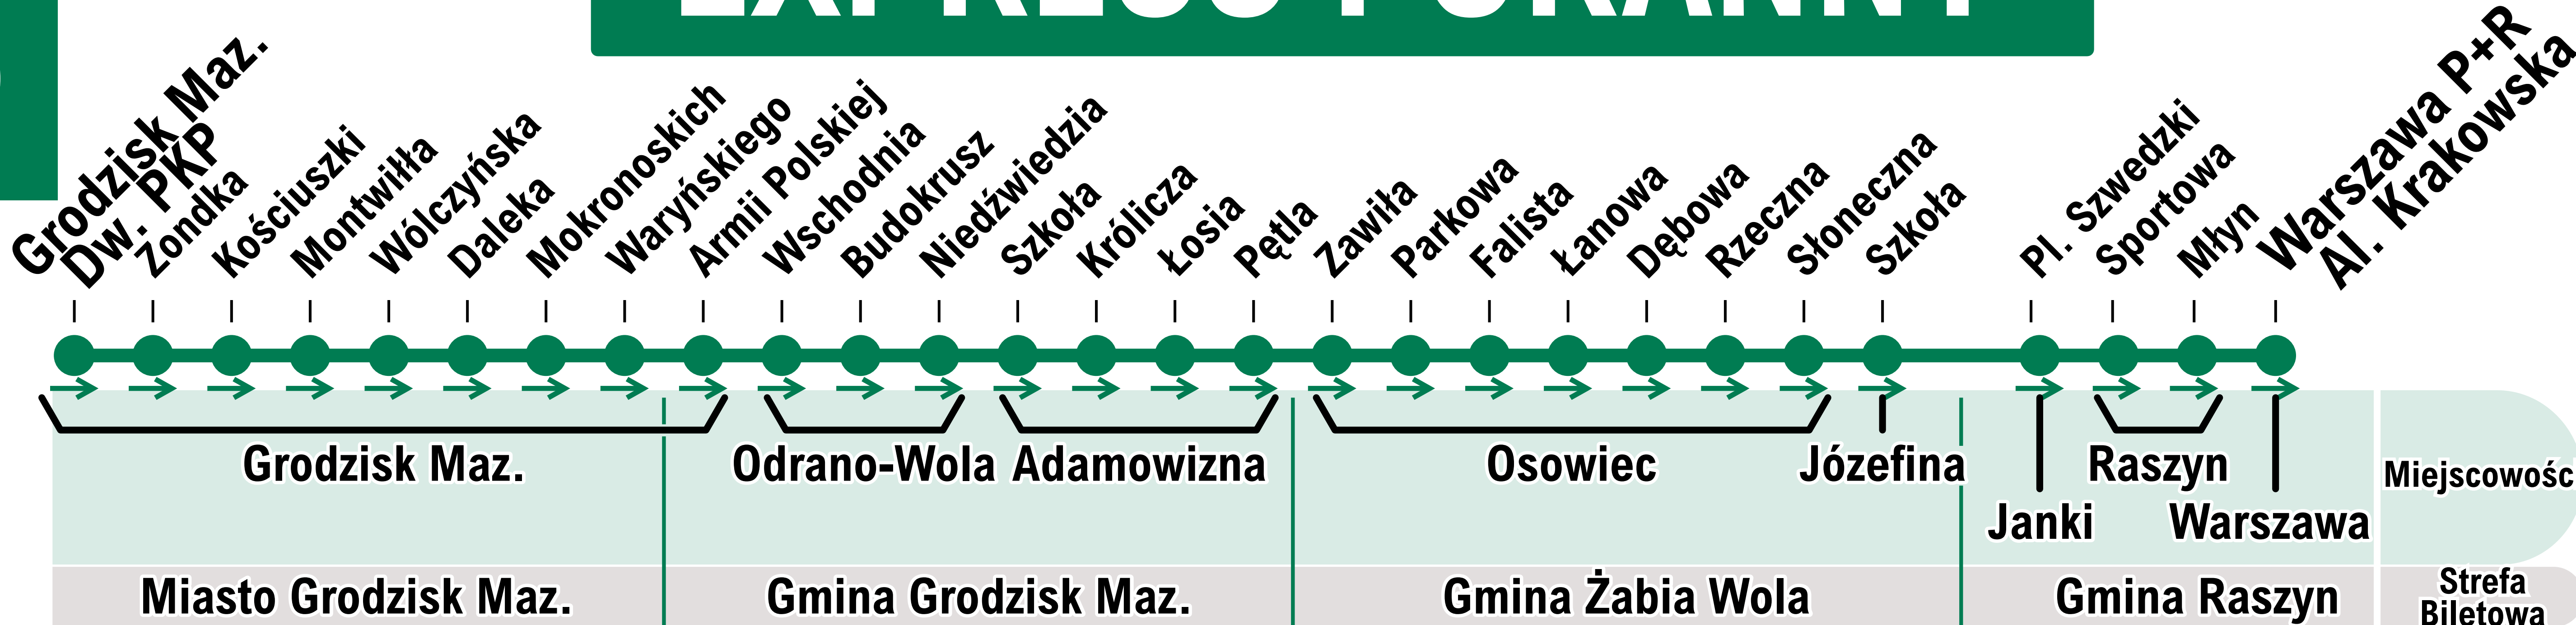 EXPRESS PORANNY
Grodzisk Maz.
Dw. PKP
Żondka
Kościuszki
Montwiłła
Wólczyńska
Daleka
Mokronoskich
Waryńskiego
Armii Polskiej
Wschodnia
Budokrusz
Niedźwiedzia
Szkoła
Królicza
Łosia
Pętla
Zawiła
Parkowa
Falista
Łanowa
Dębowa
Rzeczna
Słoneczna
Szkoła
Pl. Szwedzki
Sportowa
Młyn
Warszawa P+R
Al. Krakowska
Grodzisk Maz.
Odrano-Wola
Adamowizna
Osowiec
Józefina
Janki
Raszyn
Warszawa
Miejscowość
Miasto Grodzisk Maz.
Gmina Grodzisk Maz.
Gmina Żabia Wola
Gmina Raszyn
Strefa
Biletowa